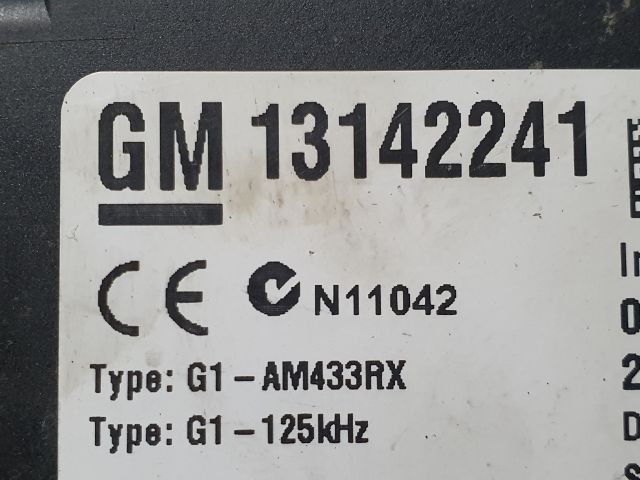 GM 13142241
CE N11042
Type: G1-AM433RX
Type: G1-125kHz